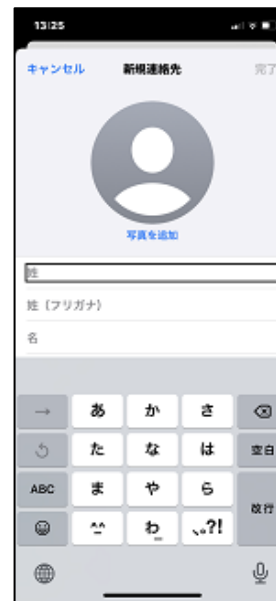 13:25
キャンセル 新規連絡先 完了
写真を追加
姓
姓（フリガナ）
名
→ あ か さ
た な は 空白
ABC ま や ら 改行
^^ わ 、。?!